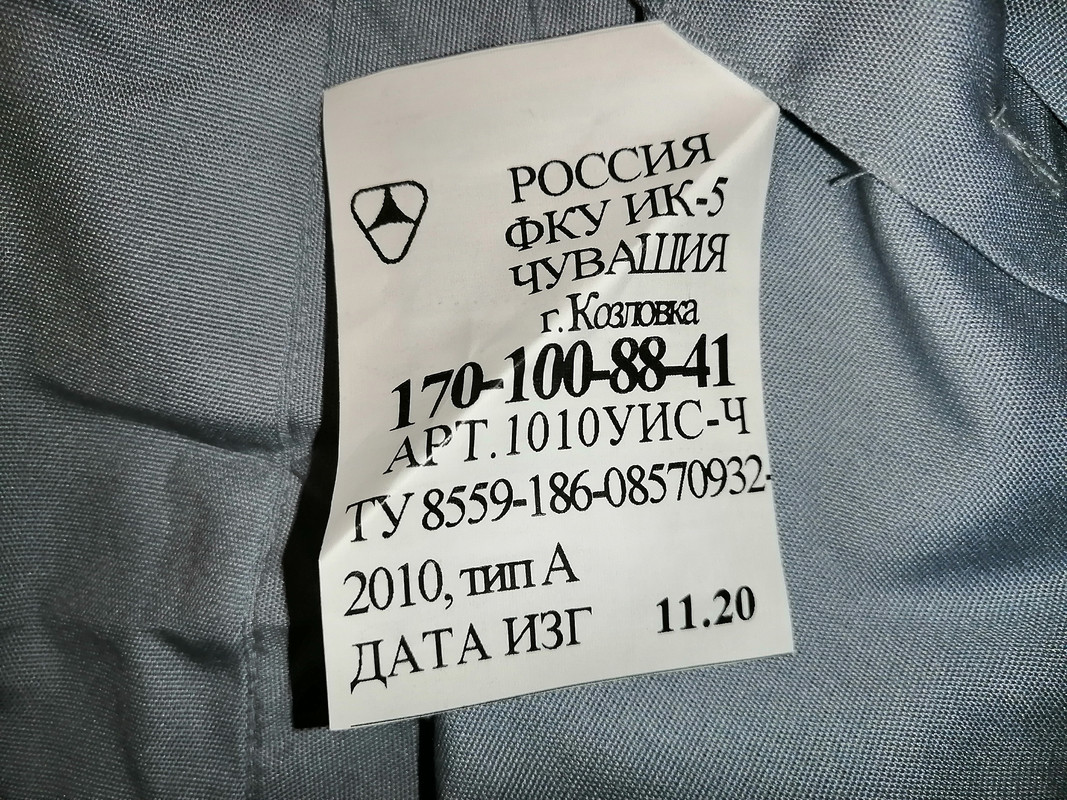 РОССИЯ
ФКУ ИК-5
ЧУВАШИЯ
г. Козловка
170-100-88-41
АРТ.1010УИС-Ч
ТУ 8559-186-08570932-
2010, тип А
ДАТА ИЗГ 11.20